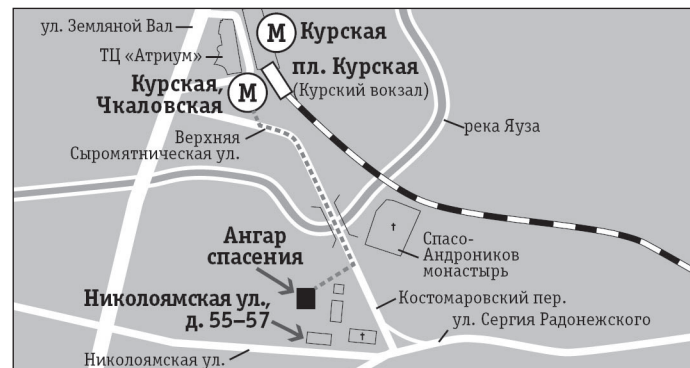 ул. Земляной Вал
М Курская
ТЦ «Атриум»
пл. Курская
(Курский вокзал)
Курская,
Чкаловская
М
Верхняя
Сыромятническая ул.
река Яуза
Ангар
спасения
Спасо-
Андроников
монастырь
Николоямская ул.,
д. 55–57
Костомаровский пер.
ул. Сергия Радонежского
Николоямская ул.